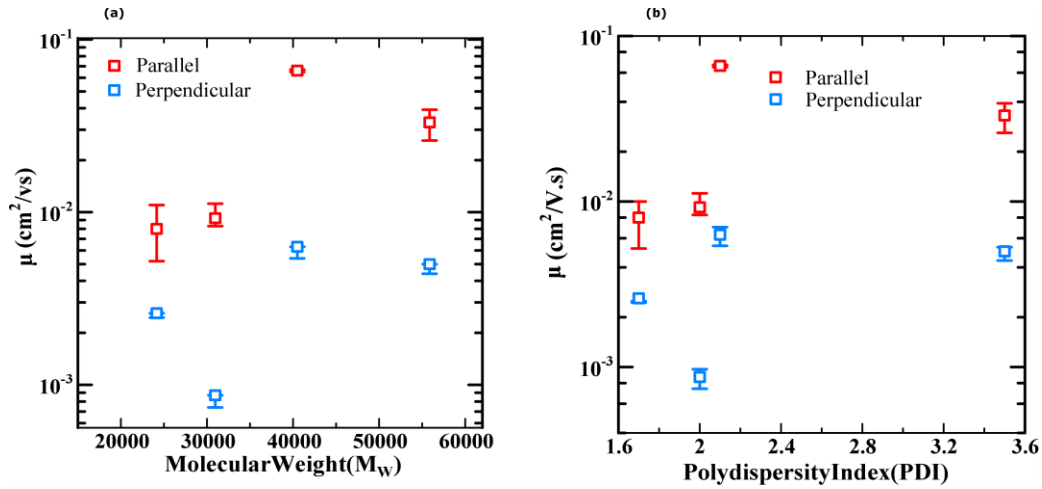 (a)
10⁻¹
Parallel
Perpendicular
μ (cm²/vs)
10⁻²
10⁻³
20000 30000 40000 50000 60000
MolecularWeight(M_W)
(b)
10⁻¹
Parallel
Perpendicular
μ (cm²/V.s)
10⁻²
10⁻³
1.6 2 2.4 2.8 3.2 3.6
PolydispersityIndex(PDI)